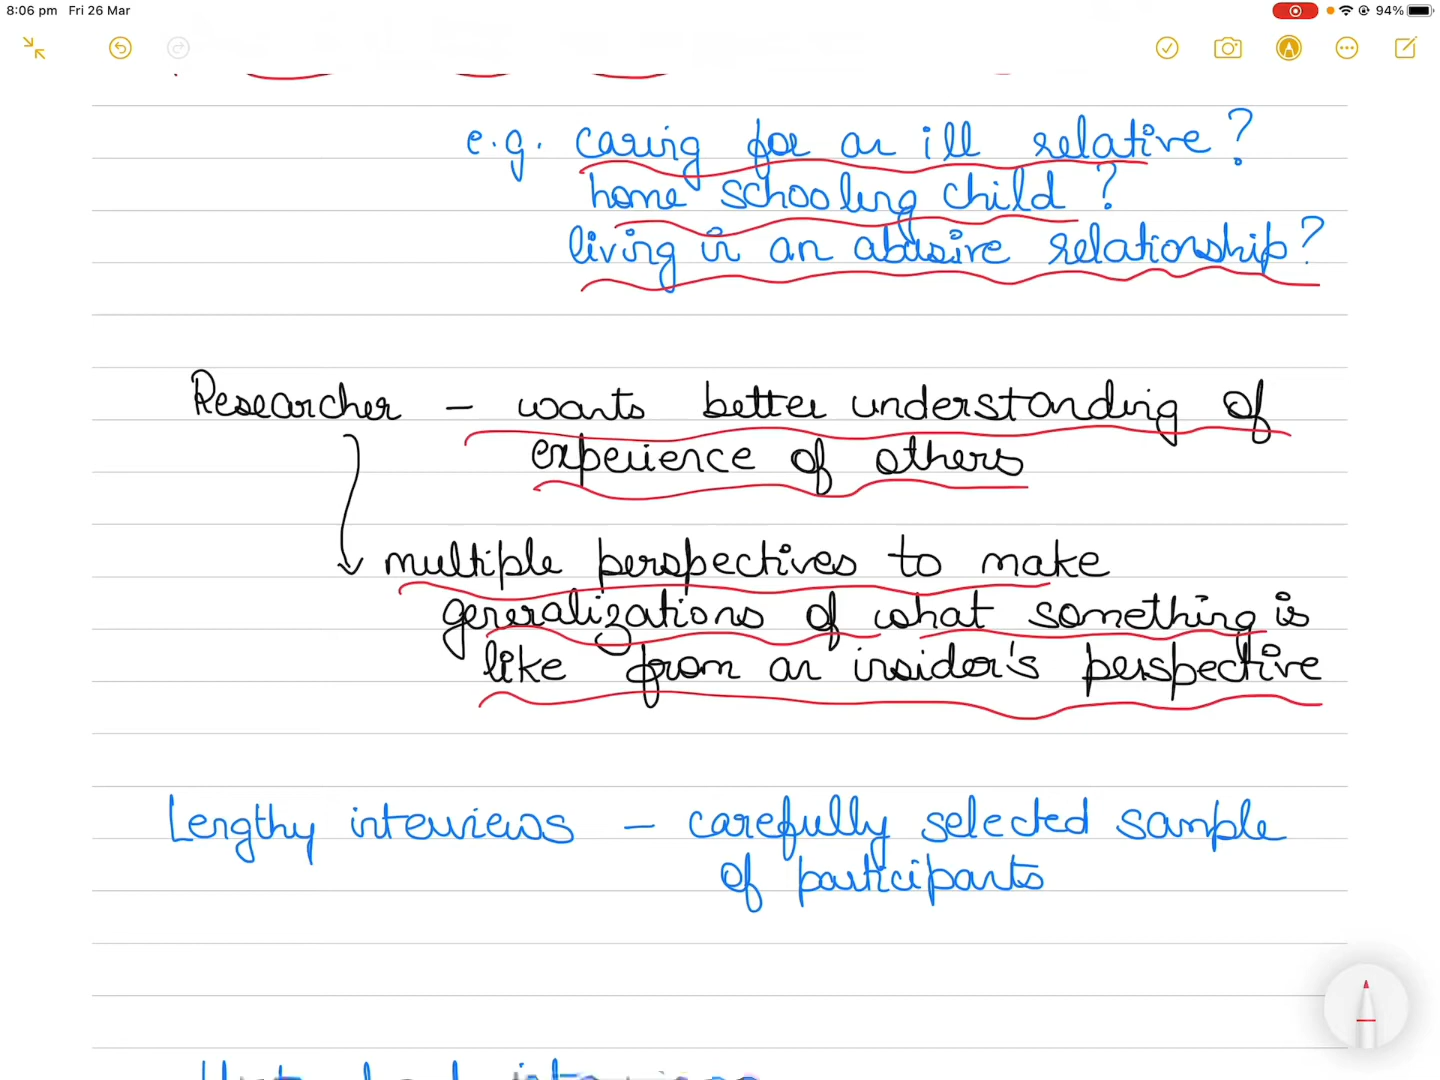 8:06 pm Fri 26 Mar 94%
e.g. caring for an ill relative?
home schooling child?
living in an abusive relationship?
Researcher - wants better understanding of
experience of others
multiple perspectives to make
generalizations of what something is
like from an insider's perspective
Lengthy interviews - carefully selected sample
of participants